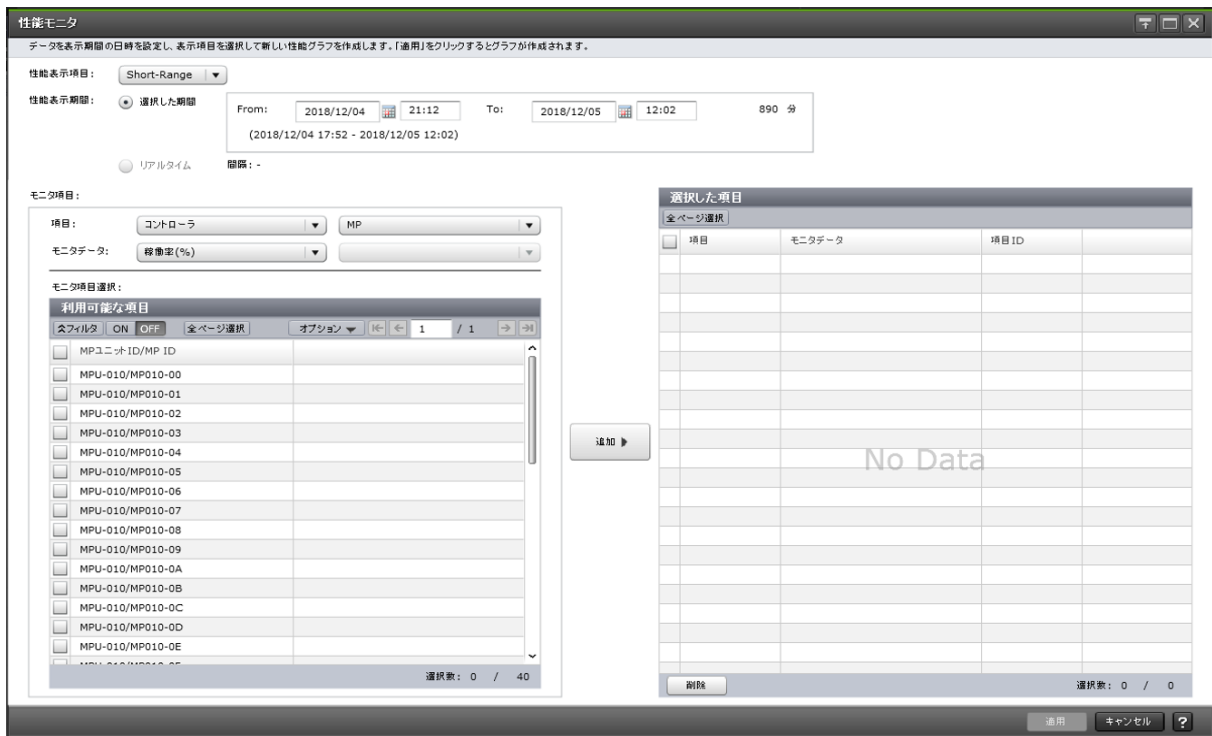 性能モニタ
データを表示期間の日時を設定し、表示項目を選択して新しい性能グラフを作成します。「適用」をクリックするとグラフが作成されます。
性能表示項目: Short-Range
性能表示期間: 選択した期間 From: 2018/12/04 21:12 To: 2018/12/05 12:02 890 分
(2018/12/04 17:52 - 2018/12/05 12:02)
リアルタイム 間隔: -
モニタ項目:
項目: コントローラ MP
モニタデータ: 稼働率(%)
モニタ項目選択:
利用可能な項目
フィルタ ON OFF 全ページ選択 オプション 1 / 1
MPユニットID/MP ID
MPU-010/MP010-00
MPU-010/MP010-01
MPU-010/MP010-02
MPU-010/MP010-03
MPU-010/MP010-04
MPU-010/MP010-05
MPU-010/MP010-06
MPU-010/MP010-07
MPU-010/MP010-08
MPU-010/MP010-09
MPU-010/MP010-0A
MPU-010/MP010-0B
MPU-010/MP010-0C
MPU-010/MP010-0D
MPU-010/MP010-0E
選択数: 0 / 40
追加
選択した項目
全ページ選択
項目 モニタデータ 項目ID
No Data
削除 選択数: 0 / 0
適用 キャンセル ?